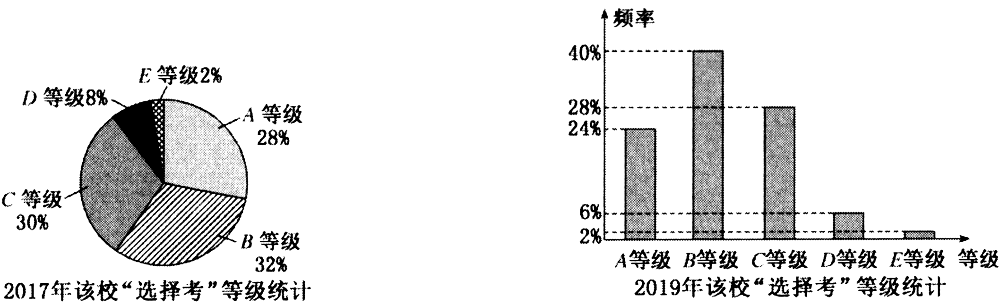 E 等级2%
D 等级8%
A 等级
28%
C 等级
30%
B 等级
32%
2017年该校“选择考”等级统计
频率
40%
28%
24%
6%
2%
A等级 B等级 C等级 D等级 E等级 等级
2019年该校“选择考”等级统计